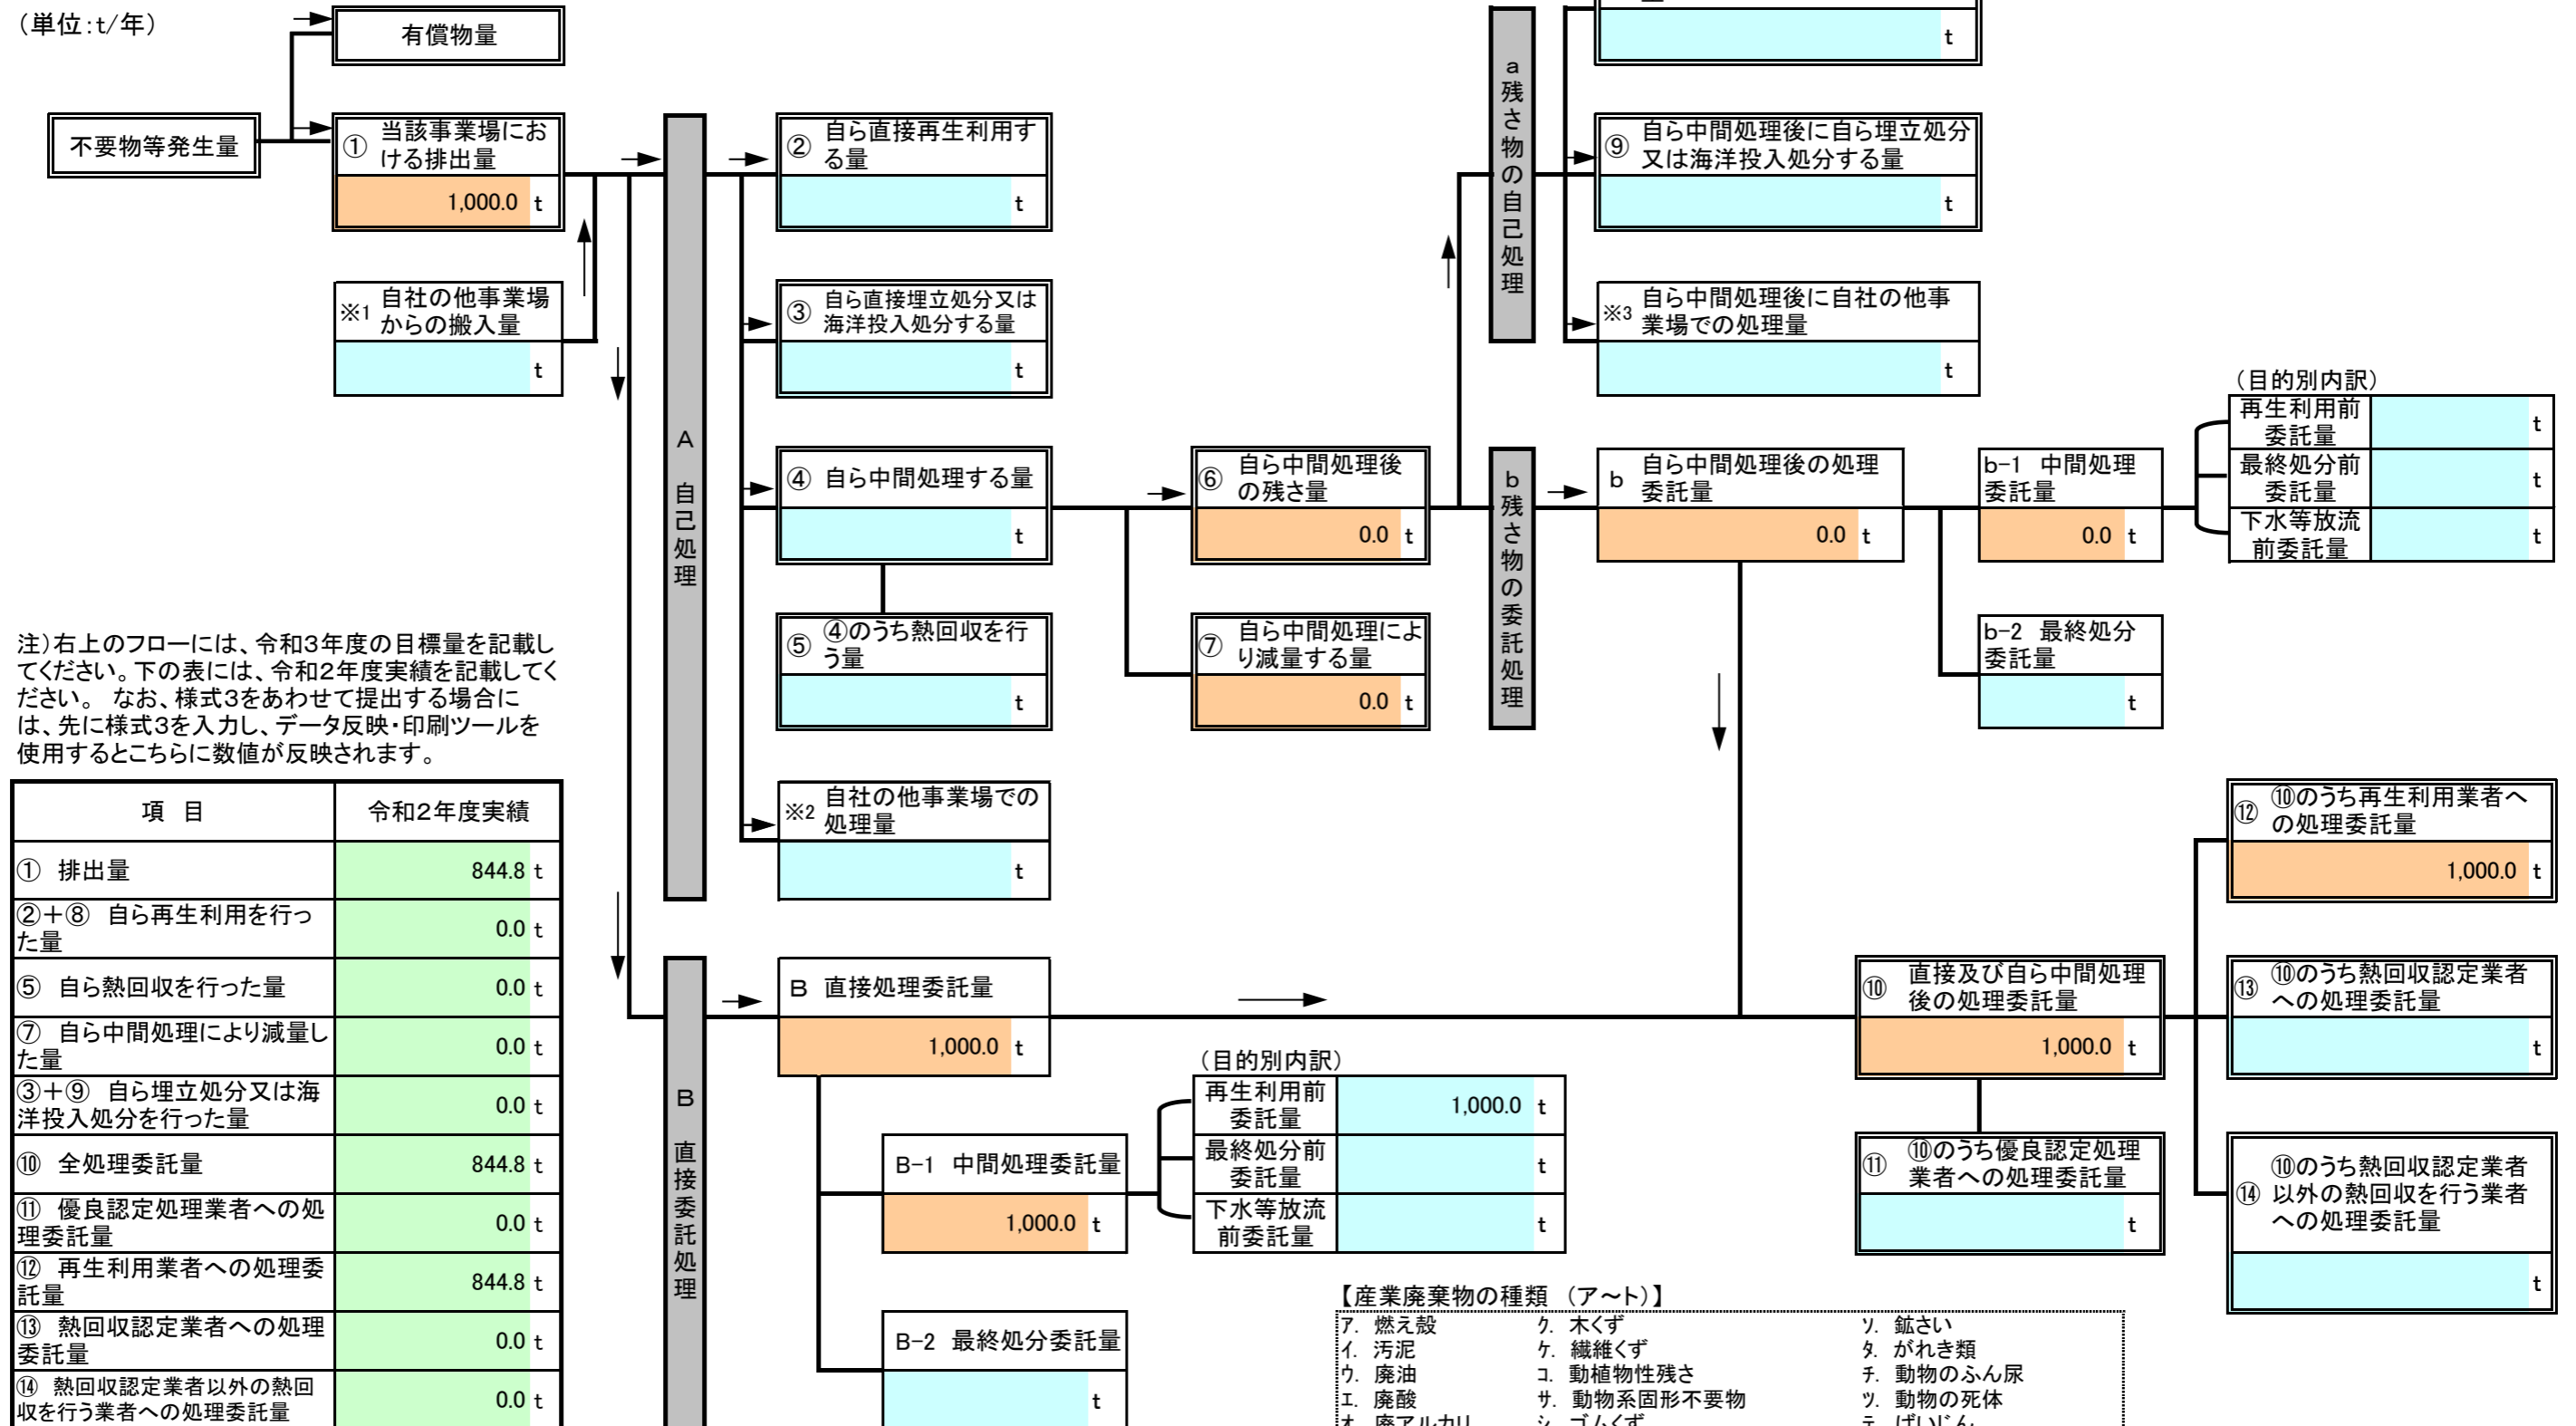 （単位：t/年）
有償物量
不要物等発生量
① 当該事業場にお
ける排出量
1,000.0 t
※1 自社の他事業場
からの搬入量
t
A 自己処理
② 自ら直接再生利用す
る量
t
③ 自ら直接埋立処分又は
海洋投入処分する量
t
④ 自ら中間処理する量
t
⑤ ④のうち熱回収を行
う量
t
※2 自社の他事業場での
処理量
t
⑥ 自ら中間処理後
の残さ量
0.0 t
⑦ 自ら中間処理によ
り減量する量
0.0 t
a 残さ物の自己処理
t
⑨ 自ら中間処理後に自ら埋立処分
又は海洋投入処分する量
t
※3 自ら中間処理後に自社の他事
業場での処理量
t
b 残さ物の委託処理
b 自ら中間処理後の処理
委託量
0.0 t
b-1 中間処理
委託量
0.0 t
（目的別内訳）
再生利用前
委託量
t
最終処分前
委託量
t
下水等放流
前委託量
t
b-2 最終処分
委託量
t
注）右上のフローには、令和３年度の目標量を記載し
てください。下の表には、令和２年度実績を記載してく
ださい。 なお、様式３をあわせて提出する場合に
は、先に様式３を入力し、データ反映・印刷ツールを
使用するとこちらに数値が反映されます。
項 目 令和２年度実績
① 排出量 844.8 t
②＋⑧ 自ら再生利用を行っ
た量 0.0 t
⑤ 自ら熱回収を行った量 0.0 t
⑦ 自ら中間処理により減量し
た量 0.0 t
③＋⑨ 自ら埋立処分又は海
洋投入処分を行った量 0.0 t
⑩ 全処理委託量 844.8 t
⑪ 優良認定処理業者への処
理委託量 0.0 t
⑫ 再生利用業者への処理委
託量 844.8 t
⑬ 熱回収認定業者への処理
委託量 0.0 t
⑭ 熱回収認定業者以外の熱回
収を行う業者への処理委託量 0.0 t
B 直接委託処理
B 直接処理委託量
1,000.0 t
B-1 中間処理委託量
1,000.0 t
（目的別内訳）
再生利用前
委託量
1,000.0 t
最終処分前
委託量
t
下水等放流
前委託量
t
B-2 最終処分委託量
t
⑩ 直接及び自ら中間処理
後の処理委託量
1,000.0 t
⑪ ⑩のうち優良認定処理
業者への処理委託量
t
⑫ ⑩のうち再生利用業者へ
の処理委託量
1,000.0 t
⑬ ⑩のうち熱回収認定業者
への処理委託量
t
⑭ ⑩のうち熱回収認定業者
以外の熱回収を行う業者
への処理委託量
t
【産業廃棄物の種類 （ア～ト）】
ｱ. 燃え殻 ｸ. 木くず ｿ. 鉱さい
ｲ. 汚泥 ｹ. 繊維くず ﾀ. がれき類
ｳ. 廃油 ｺ. 動植物性残さ ﾁ. 動物のふん尿
ｴ. 廃酸 ｻ. 動物系固形不要物 ﾂ. 動物の死体
ｵ. 廃アルカリ ｼ. ゴムくず ﾃ. ばいじん